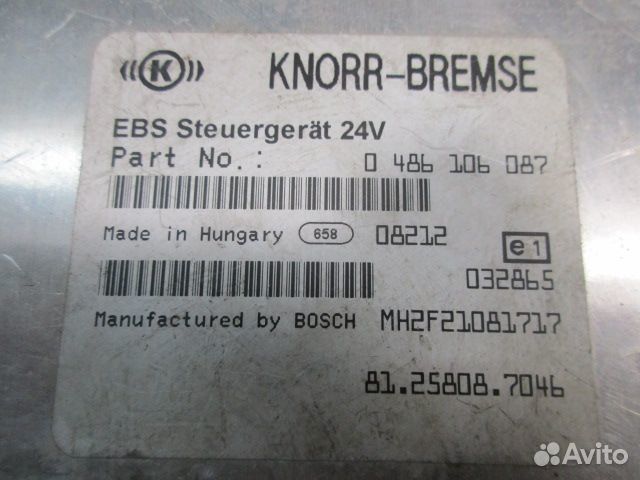 ((K)) KNORR-BREMSE
EBS Steuergerät 24V
Part No.: 0 486 106 087
Made in Hungary 658 08212 e1
032865
Manufactured by BOSCH MH2F21081717
81.25808.7046
Avito